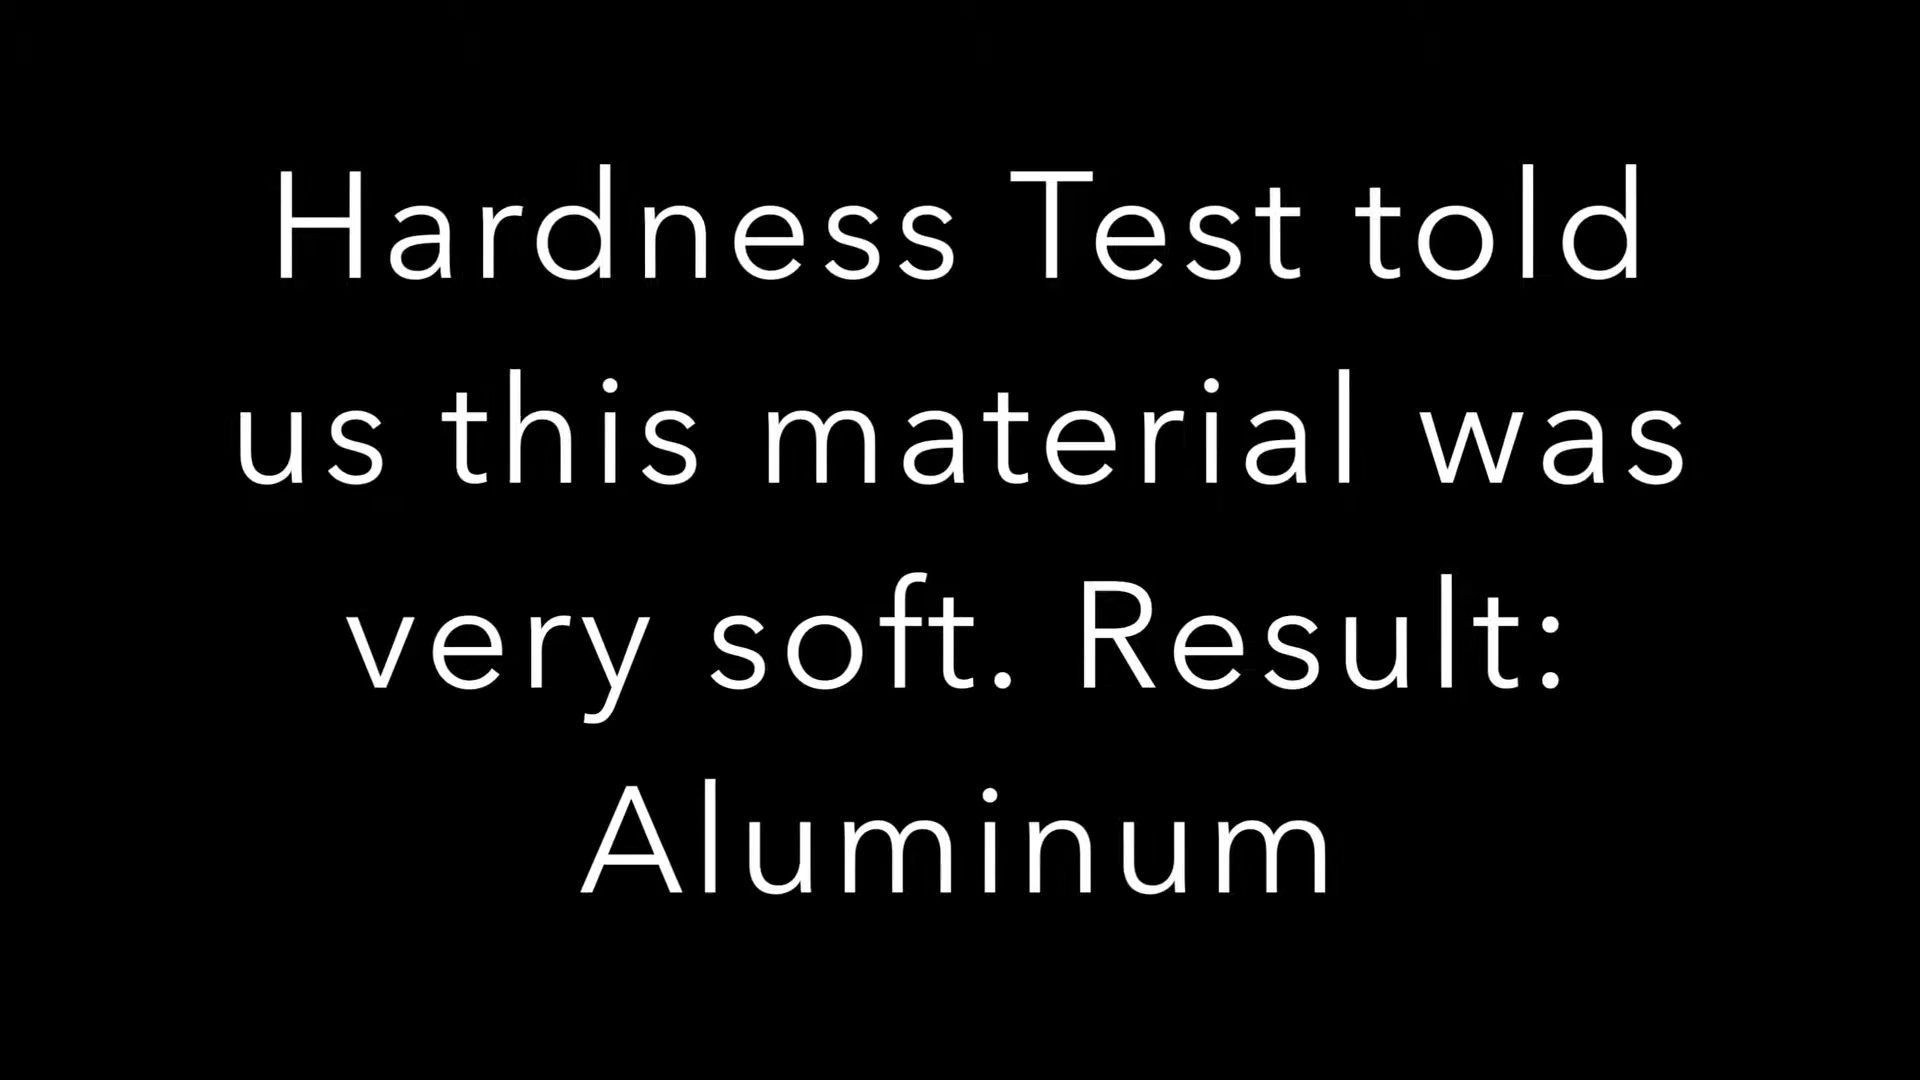 Hardness Test told
us this material was
very soft. Result:
Aluminum